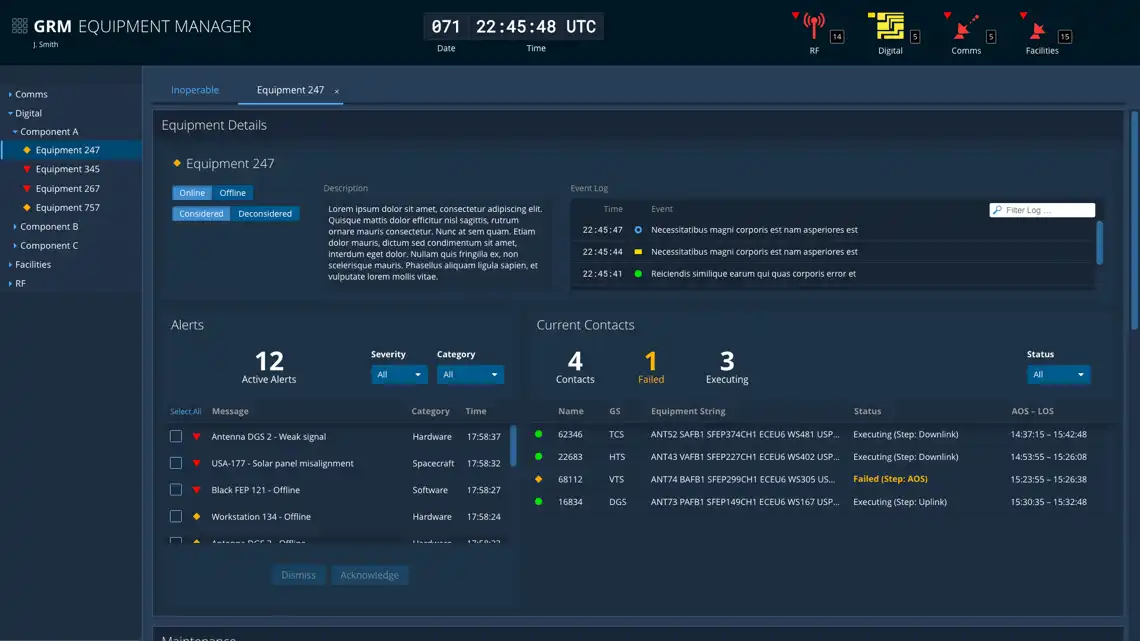 GRM EQUIPMENT MANAGER
J. Smith
071 22:45:48 UTC
Date Time
14 5 5 15
RF Digital Comms Facilities
Comms
Digital
Component A
Equipment 247
Equipment 345
Equipment 267
Equipment 757
Component B
Component C
Facilities
RF
Inoperable Equipment 247 ×
Equipment Details
Equipment 247
Online Offline
Considered Deconsidered
Description
Lorem ipsum dolor sit amet, consectetur adipiscing elit.
Quisque mattis dolor efficitur nisl sagittis, rutrum
ornare mauris consectetur. Nunc at sem quam. Etiam
dolor mauris, dictum sed condimentum sit amet,
interdum eget dolor. Nullam quis fringilla ex, non
scelerisque mauris. Phasellus aliquam ligula sapien, et
vulputate lorem mollis vitae.
Event Log
Time Event Filter Log ...
22:45:47 Necessitatibus magni corporis est nam asperiores est
22:45:44 Necessitatibus magni corporis est nam asperiores est
22:45:41 Reiciendis similique earum qui quas corporis error et
Alerts
12
Active Alerts
Severity Category
All All
Select All Message Category Time
Antenna DGS 2 - Weak signal Hardware 17:58:37
USA-177 - Solar panel misalignment Spacecraft 17:58:32
Black FEP 121 - Offline Software 17:58:27
Workstation 134 - Offline Hardware 17:58:24
Antenna DGS 2 - Offline Hardware 17:58:23
Dismiss Acknowledge
Current Contacts
4 1 3
Contacts Failed Executing
Status
All
Name GS Equipment String Status AOS – LOS
62346 TCS ANT52 SAFB1 SFEP374CH1 ECEU6 WS481 USP... Executing (Step: Downlink) 14:37:15 – 15:42:48
22683 HTS ANT43 VAFB1 SFEP227CH1 ECEU6 WS402 USP... Executing (Step: Downlink) 14:53:55 – 15:26:08
68112 VTS ANT74 BAFB1 SFEP299CH1 ECEU6 WS305 US... Failed (Step: AOS) 15:23:55 – 15:26:38
16834 DGS ANT73 PAFB1 SFEP149CH1 ECEU6 WS167 USP... Executing (Step: Uplink) 15:30:35 – 15:32:48
Maintenance